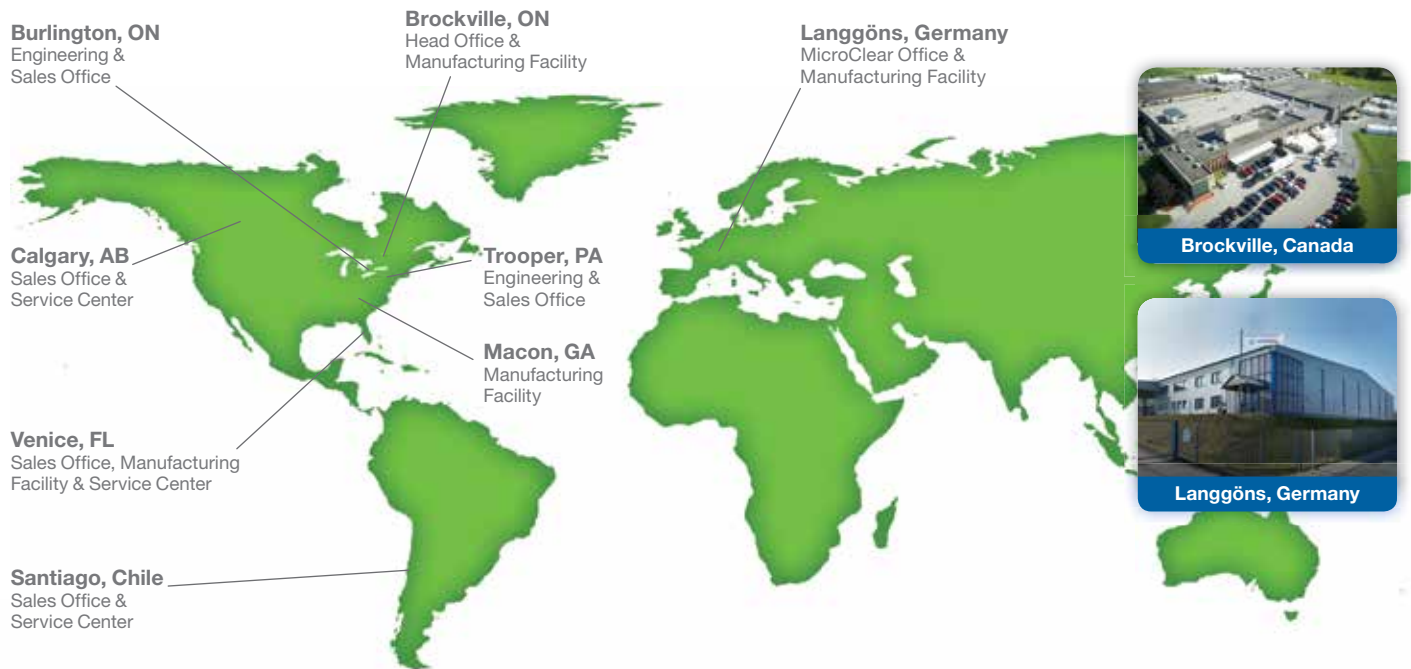 Burlington, ON
Engineering &
Sales Office
Brockville, ON
Head Office &
Manufacturing Facility
Langgöns, Germany
MicroClear Office &
Manufacturing Facility
Brockville, Canada
Calgary, AB
Sales Office &
Service Center
Trooper, PA
Engineering &
Sales Office
Macon, GA
Manufacturing
Facility
Langgöns, Germany
Venice, FL
Sales Office, Manufacturing
Facility & Service Center
Santiago, Chile
Sales Office &
Service Center